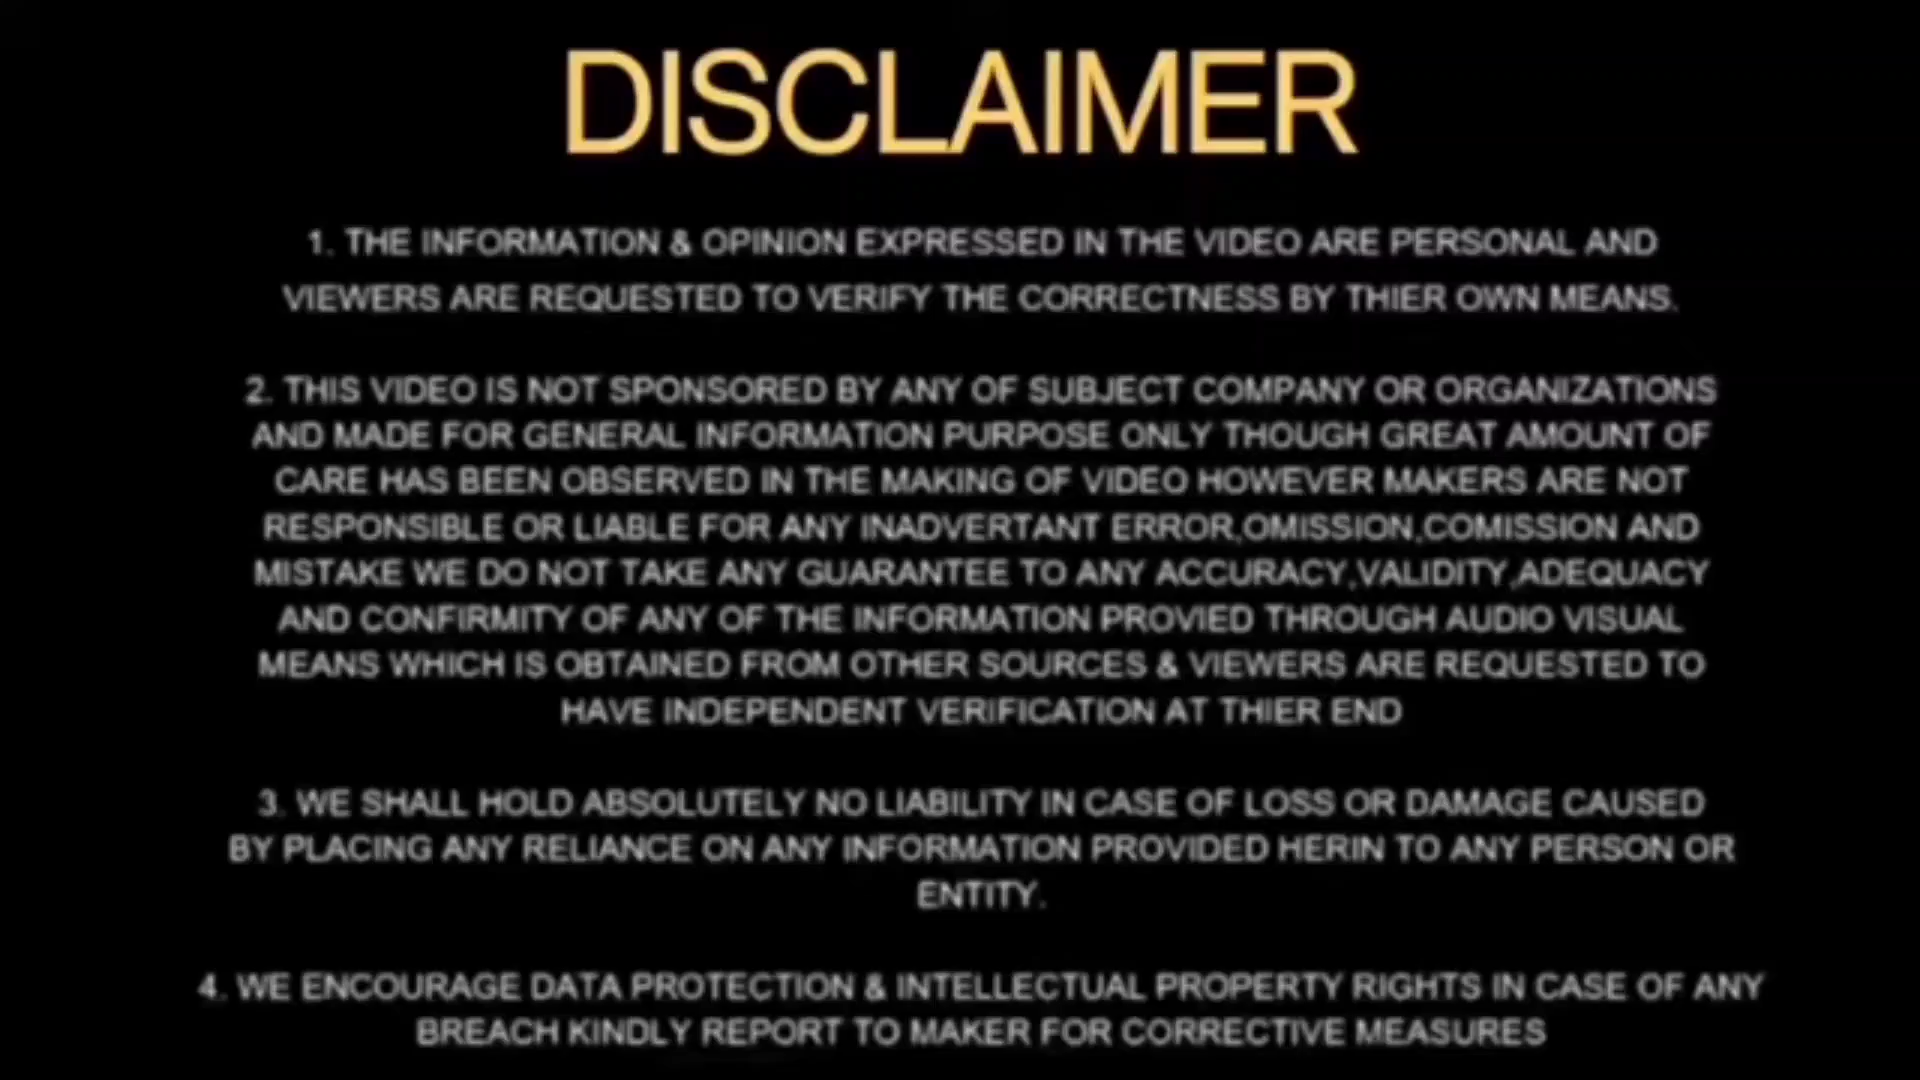 DISCLAIMER
1. THE INFORMATION & OPINION EXPRESSED IN THE VIDEO ARE PERSONAL AND
VIEWERS ARE REQUESTED TO VERIFY THE CORRECTNESS BY THIER OWN MEANS.
2. THIS VIDEO IS NOT SPONSORED BY ANY OF SUBJECT COMPANY OR ORGANIZATIONS
AND MADE FOR GENERAL INFORMATION PURPOSE ONLY THOUGH GREAT AMOUNT OF
CARE HAS BEEN OBSERVED IN THE MAKING OF VIDEO HOWEVER MAKERS ARE NOT
RESPONSIBLE OR LIABLE FOR ANY INADVERTANT ERROR,OMISSION,COMISSION AND
MISTAKE WE DO NOT TAKE ANY GUARANTEE TO ANY ACCURACY,VALIDITY,ADEQUACY
AND CONFIRMITY OF ANY OF THE INFORMATION PROVIED THROUGH AUDIO VISUAL
MEANS WHICH IS OBTAINED FROM OTHER SOURCES & VIEWERS ARE REQUESTED TO
HAVE INDEPENDENT VERIFICATION AT THIER END
3. WE SHALL HOLD ABSOLUTELY NO LIABILITY IN CASE OF LOSS OR DAMAGE CAUSED
BY PLACING ANY RELIANCE ON ANY INFORMATION PROVIDED HERIN TO ANY PERSON OR
ENTITY.
4. WE ENCOURAGE DATA PROTECTION & INTELLECTUAL PROPERTY RIGHTS IN CASE OF ANY
BREACH KINDLY REPORT TO MAKER FOR CORRECTIVE MEASURES